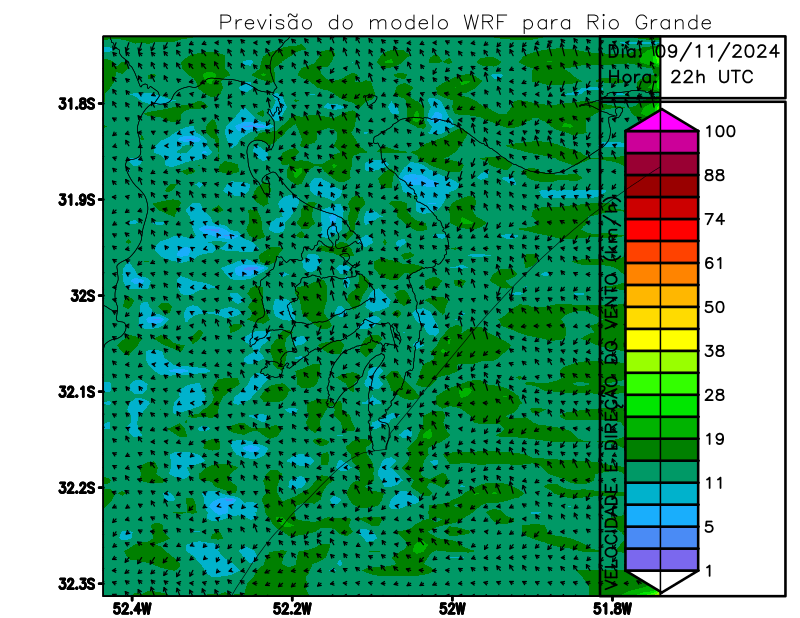 Previsão do modelo WRF para Rio Grande
Dia: 09/11/2024
Hora: 22h UTC
31.8S
31.9S
32S
32.1S
32.2S
32.3S
52.4W
52.2W
52W
51.8W
VELOCIDADE E DIREÇÃO DO VENTO (km/h)
100
88
74
61
50
38
28
19
11
5
1